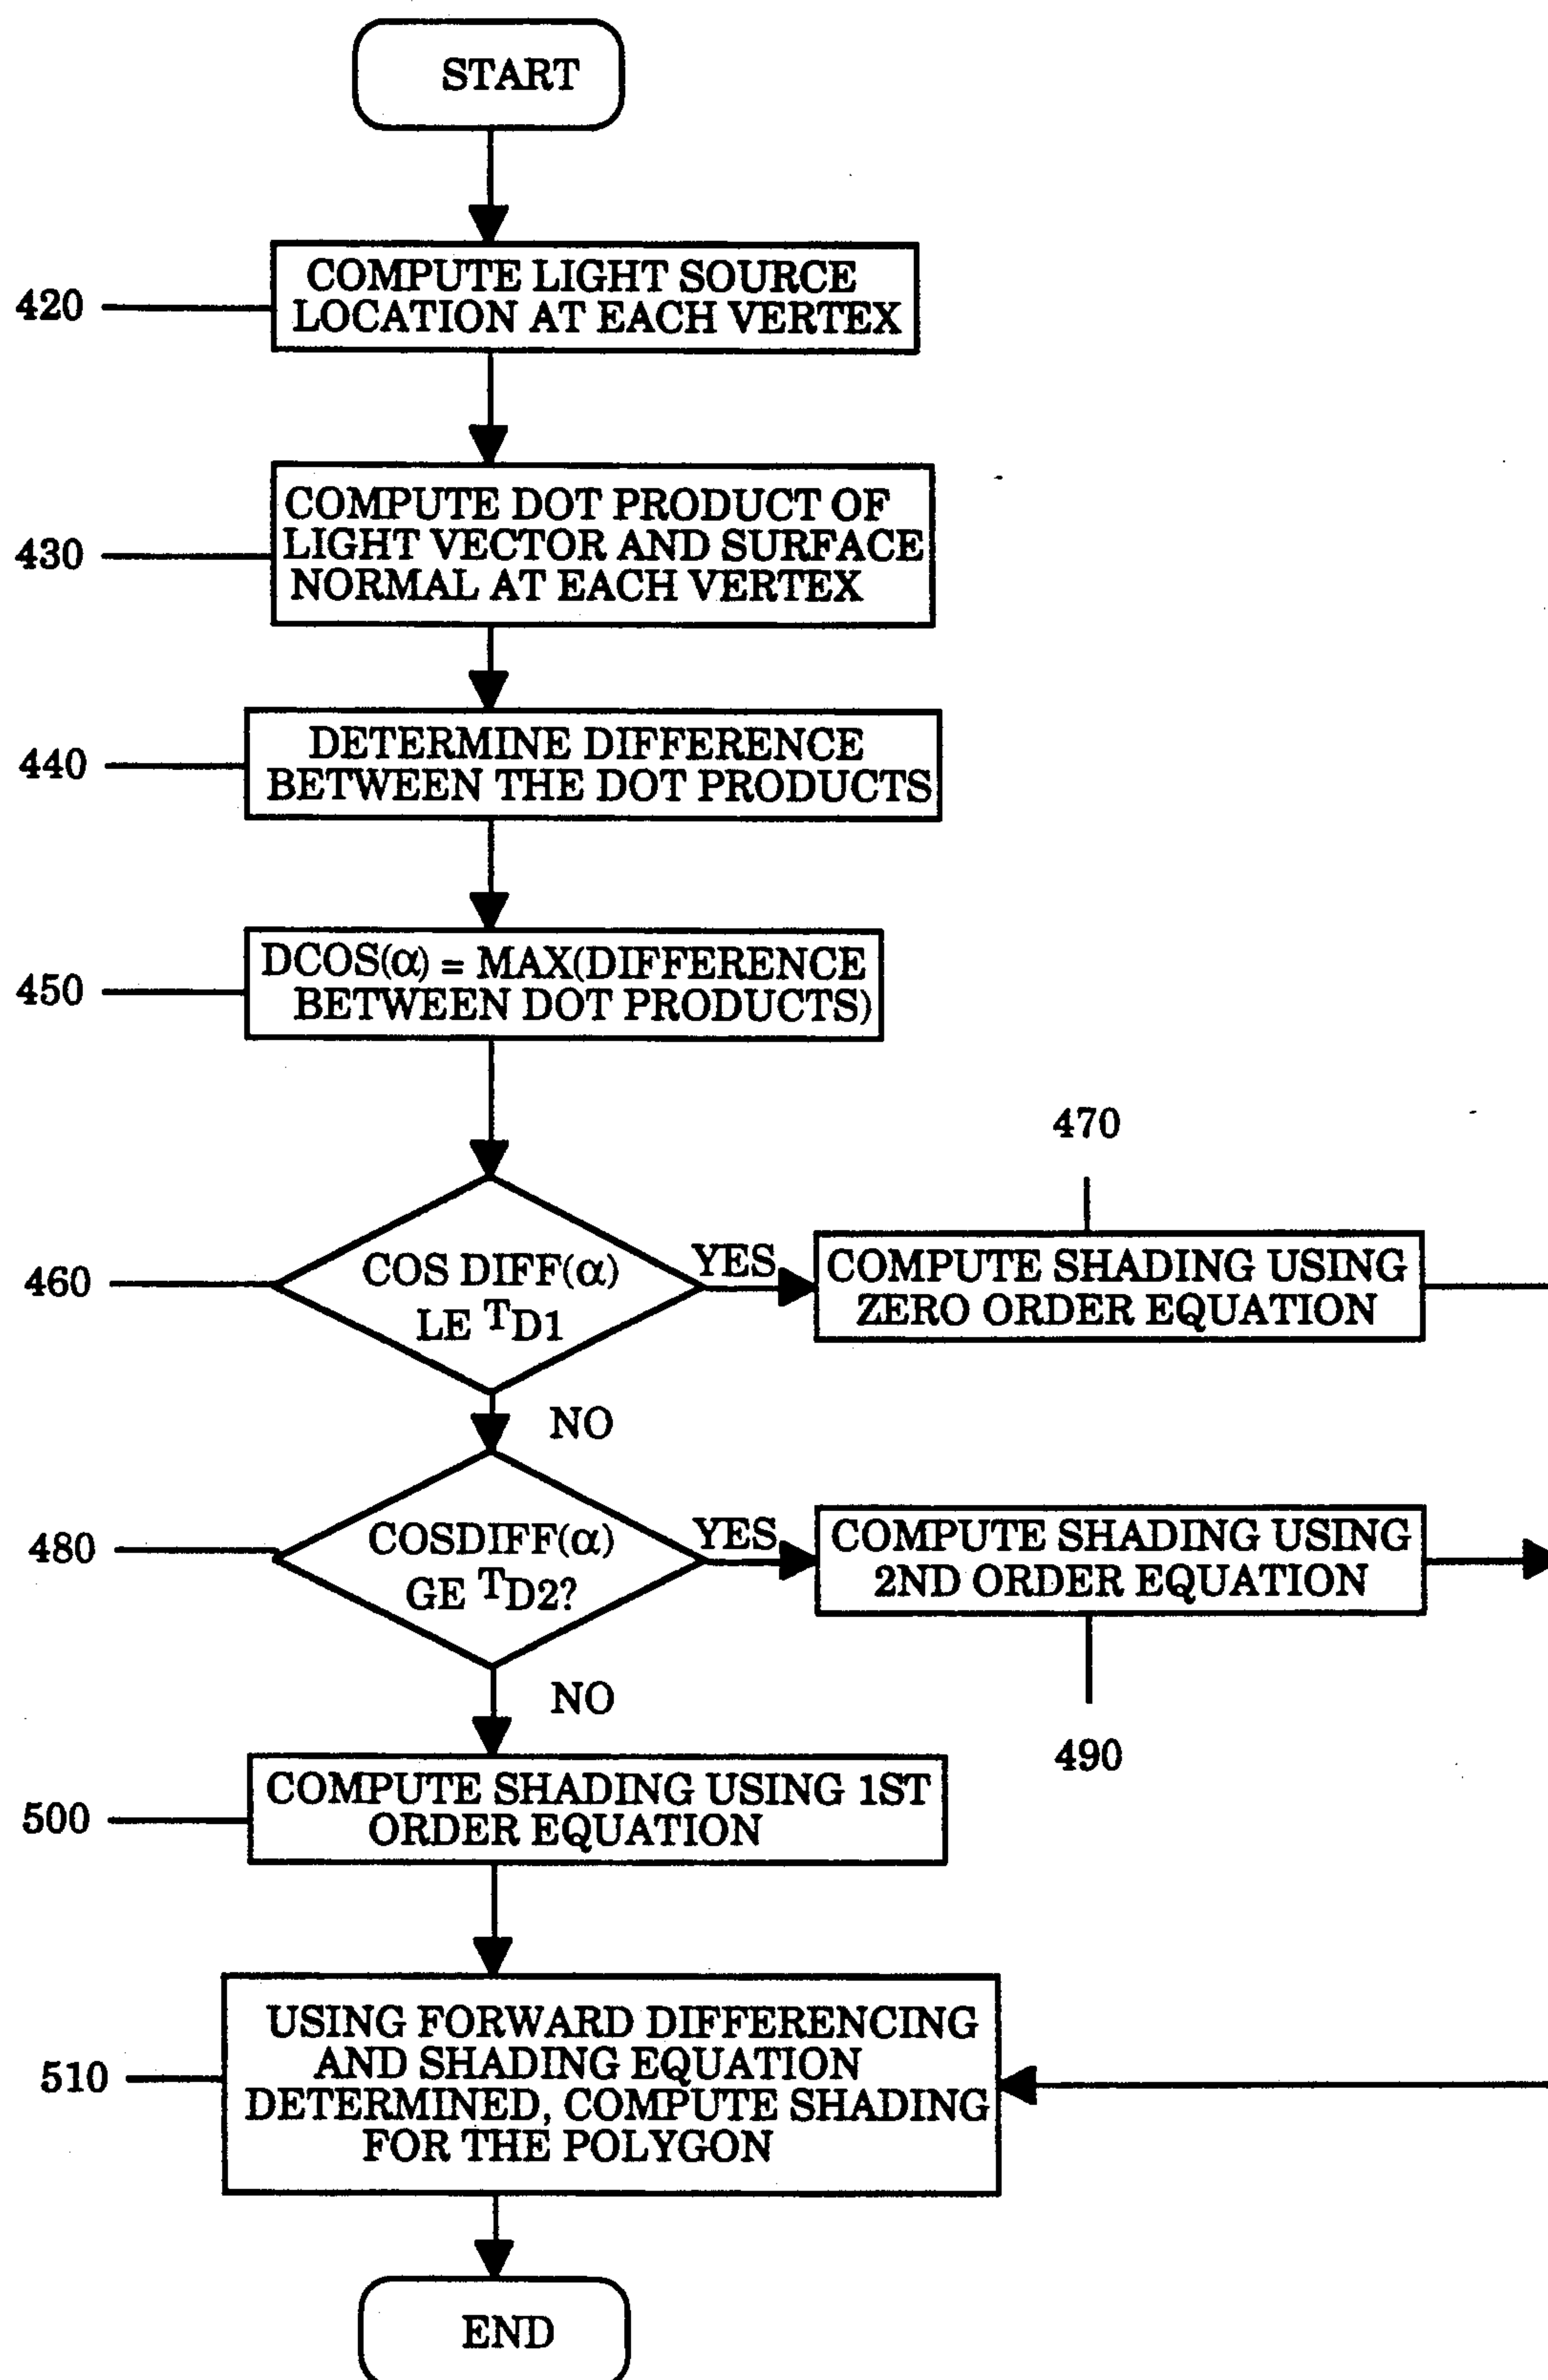 START
420
COMPUTE LIGHT SOURCE
LOCATION AT EACH VERTEX
430
COMPUTE DOT PRODUCT OF
LIGHT VECTOR AND SURFACE
NORMAL AT EACH VERTEX
440
DETERMINE DIFFERENCE
BETWEEN THE DOT PRODUCTS
450
DCOS(α) = MAX(DIFFERENCE
BETWEEN DOT PRODUCTS)
460
COS DIFF(α)
LE TD1
YES
470
COMPUTE SHADING USING
ZERO ORDER EQUATION
NO
480
COSDIFF(α)
GE TD2?
YES
COMPUTE SHADING USING
2ND ORDER EQUATION
490
NO
500
COMPUTE SHADING USING 1ST
ORDER EQUATION
510
USING FORWARD DIFFERENCING
AND SHADING EQUATION
DETERMINED, COMPUTE SHADING
FOR THE POLYGON
END